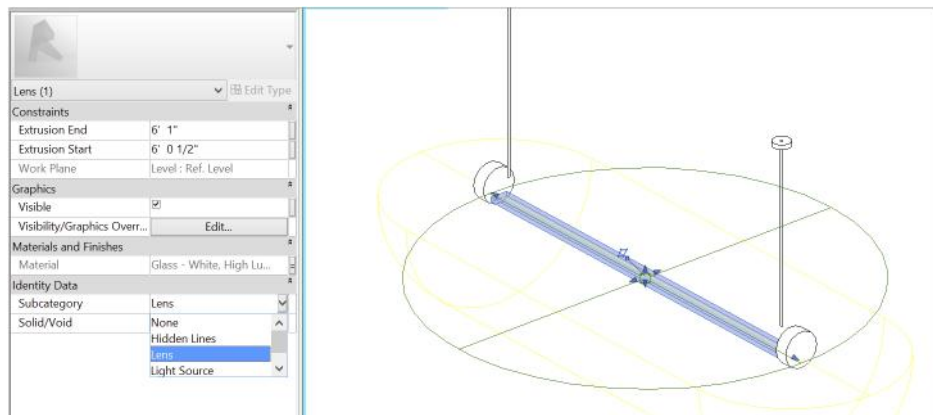 Lens (1)
Edit Type
Constraints
Extrusion End 6' 1"
Extrusion Start 6' 0 1/2"
Work Plane Level : Ref. Level
Graphics
Visible
Visibility/Graphics Overr... Edit...
Materials and Finishes
Material Glass - White, High Lu...
Identity Data
Subcategory Lens
Solid/Void None
Hidden Lines
Lens
Light Source